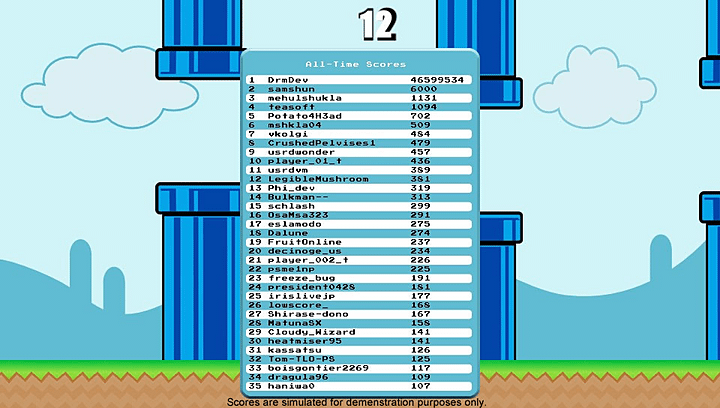 12
All-Time Scores
1 DrmDev 46599534
2 samshun 6000
3 mehulshukla 1131
4 teasoft 1094
5 Potato4H3ad 702
6 mshkla04 509
7 vkolgi 484
8 CrushedPelvises1 479
9 usrdwonder 457
10 player_01_t 436
11 usrdvm 389
12 LegibleMushroom 381
13 Phi_dev 319
14 Bulkman-- 313
15 schlash 299
16 OsaMsa323 291
17 eslamodo 275
18 Dalune 274
19 FruitOnline 237
20 decinoge_us 234
21 player_002_t 226
22 psmelnp 225
23 freeze_bug 191
24 president0428 181
25 irislivejp 177
26 lowscore_ 168
27 Shirase-dono 167
28 MatunaSX 158
29 Cloudy_Wizard 141
30 heatmiser95 141
31 kassatsu 126
32 Tom-TLO-PS 125
33 boisgontier2269 117
34 dragula96 109
35 haniwa0 107
Scores are simulated for demenstration purposes only.